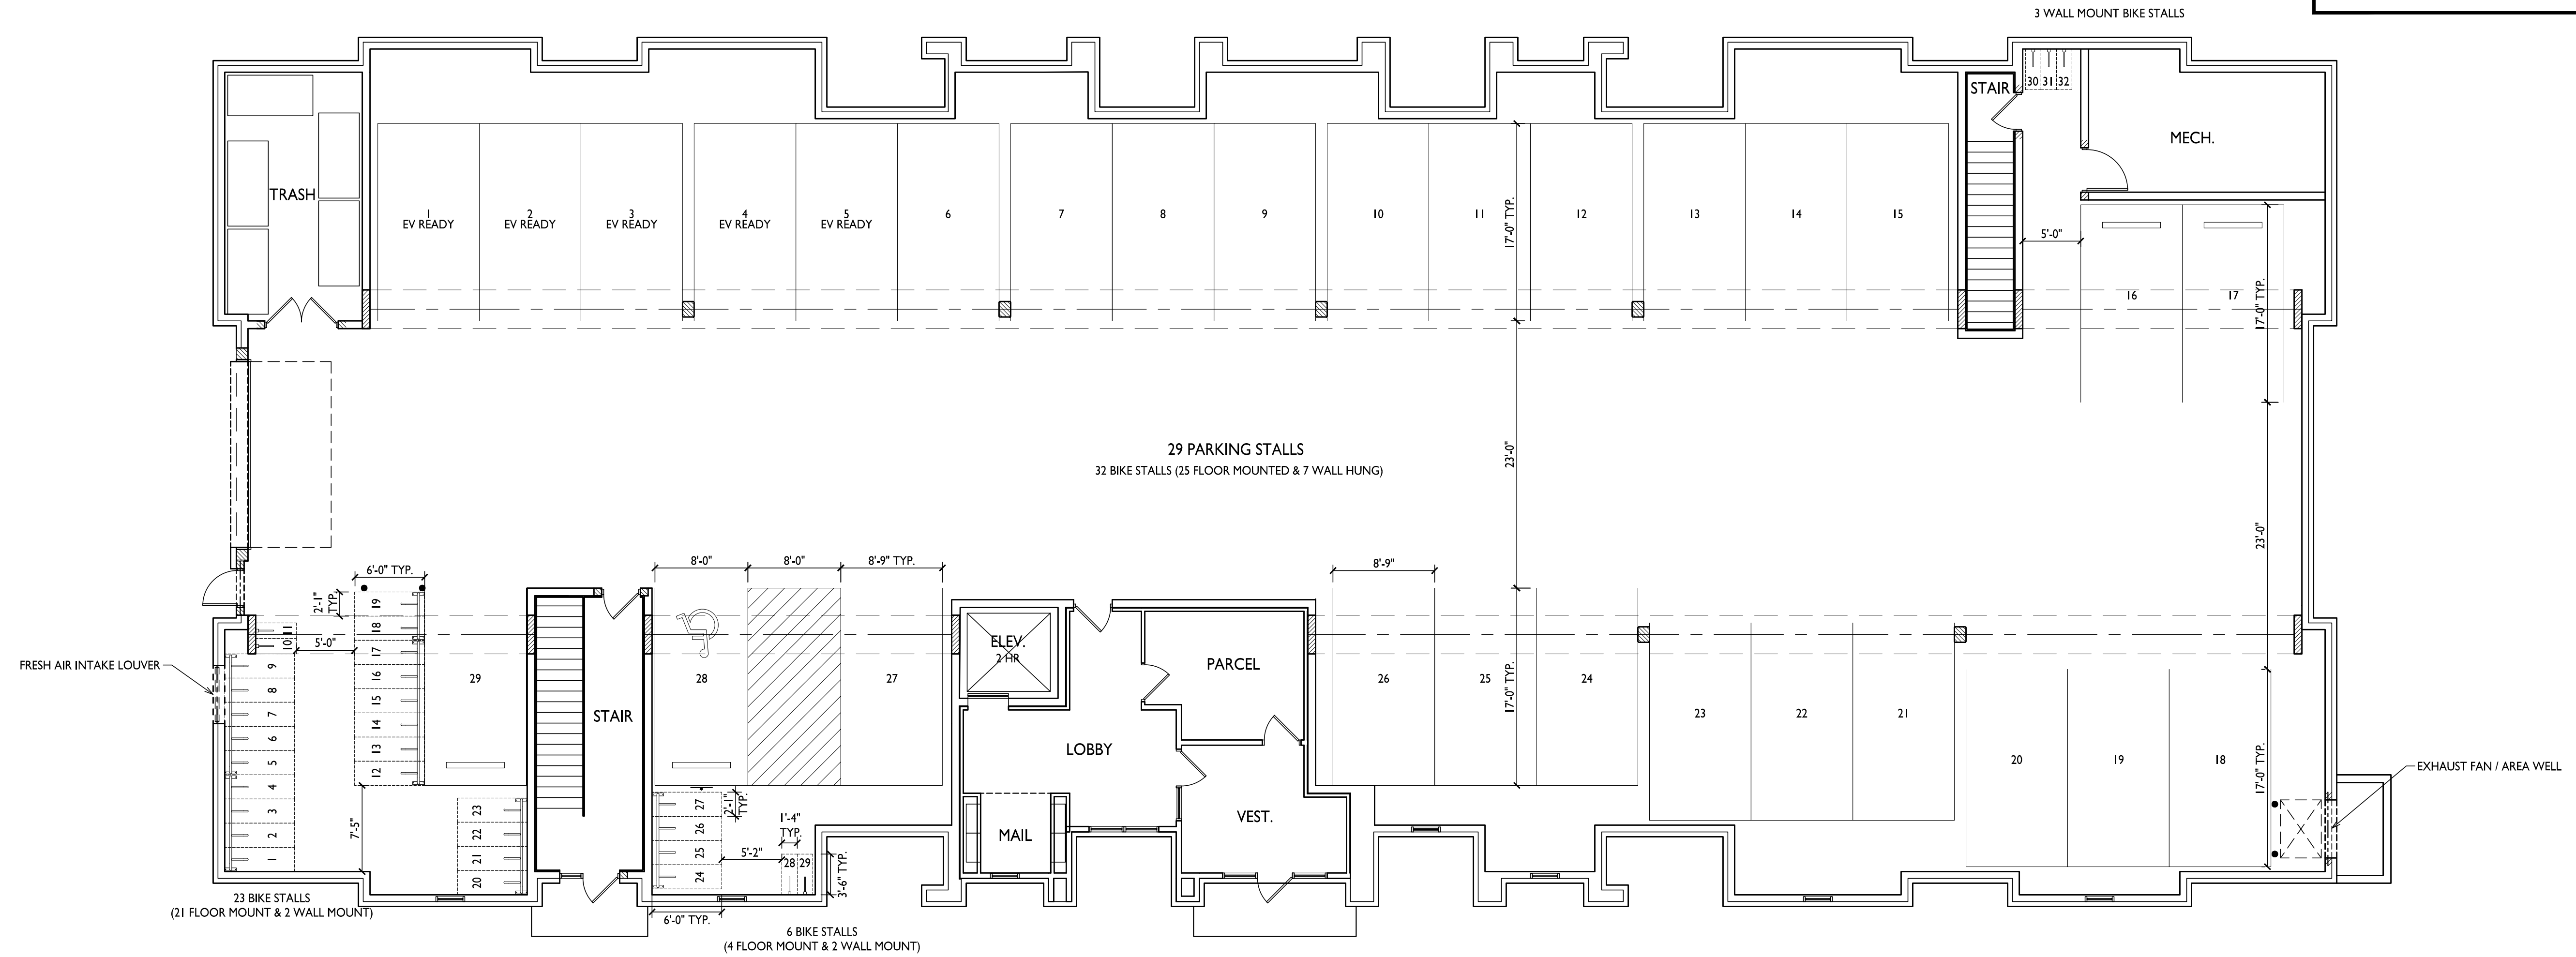 3 WALL MOUNT BIKE STALLS
STAIR
30 31 32
MECH.
TRASH
1
EV READY
2
EV READY
3
EV READY
4
EV READY
5
EV READY
6
7
8
9
10
11
12
13
14
15
17'-0" TYP.
5'-0"
16
17
17'-0" TYP.
29 PARKING STALLS
32 BIKE STALLS (25 FLOOR MOUNTED & 7 WALL HUNG)
23'-0"
23'-0"
6'-0" TYP.
2'-1"
TYP.
8'-0"
8'-0"
8'-9" TYP.
8'-9"
FRESH AIR INTAKE LOUVER
11
10
9
8
7
6
5
4
3
2
1
5'-0"
19
18
17
16
15
14
13
12
7'-5"
23
22
21
20
29
STAIR
28
27
27
26
25
24
2'-1"
TYP.
1'-4"
TYP.
5'-2"
28 29
3'-6" TYP.
6'-0" TYP.
ELEV.
2 HR
PARCEL
LOBBY
MAIL
VEST.
26
25
24
17'-0" TYP.
23
22
21
20
19
18
17'-0" TYP.
EXHAUST FAN / AREA WELL
23 BIKE STALLS
(21 FLOOR MOUNT & 2 WALL MOUNT)
6 BIKE STALLS
(4 FLOOR MOUNT & 2 WALL MOUNT)